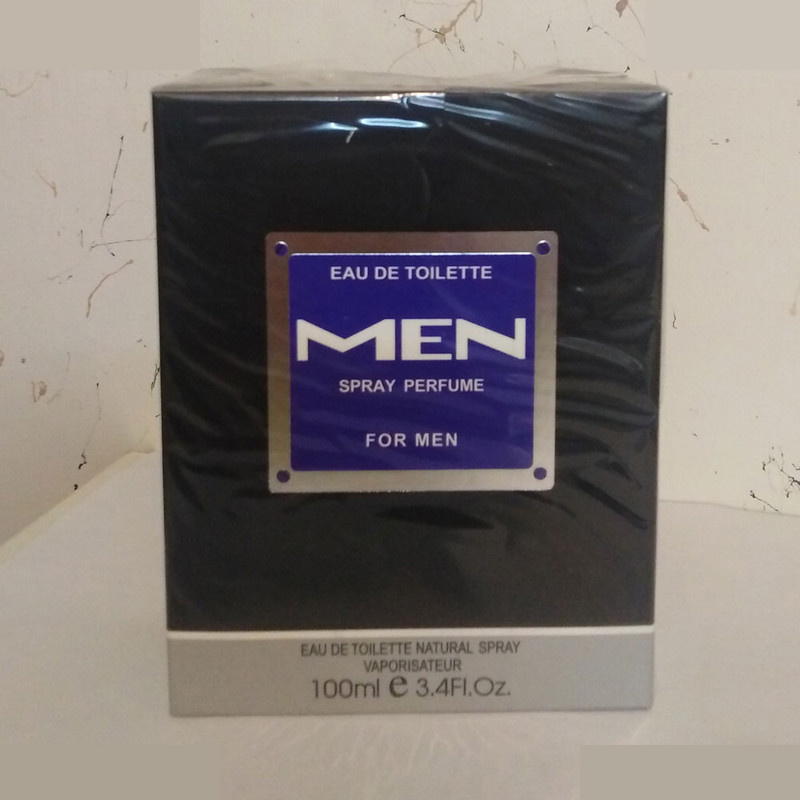 EAU DE TOILETTE
MEN
SPRAY PERFUME
FOR MEN
EAU DE TOILETTE NATURAL SPRAY
VAPORISATEUR
100ml e 3.4Fl.Oz.